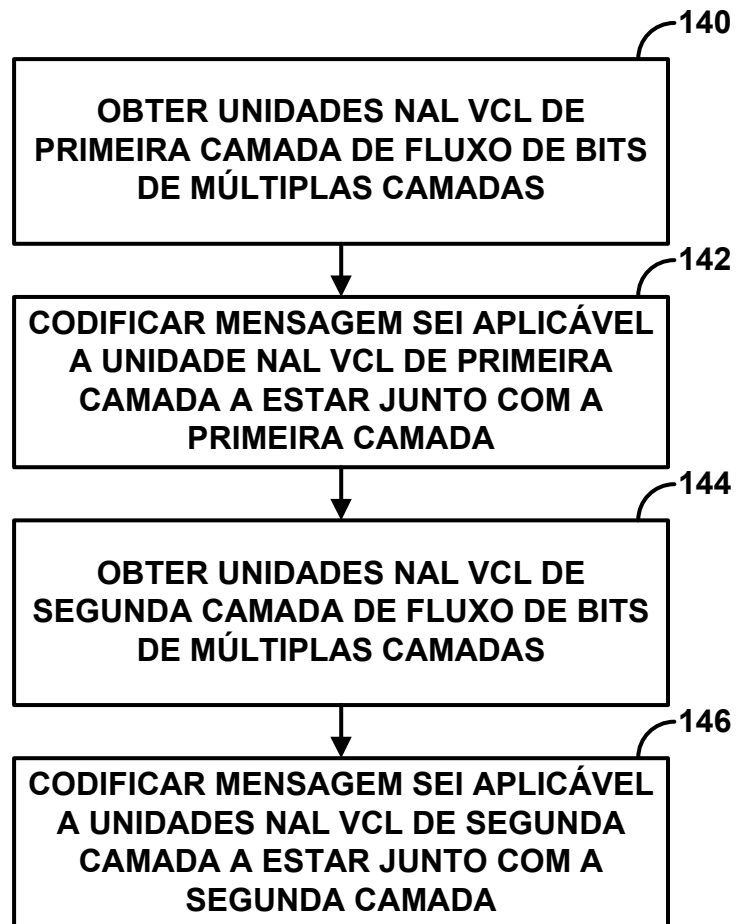 140
OBTER UNIDADES NAL VCL DE
PRIMEIRA CAMADA DE FLUXO DE BITS
DE MÚLTIPLAS CAMADAS
142
CODIFICAR MENSAGEM SEI APLICÁVEL
A UNIDADE NAL VCL DE PRIMEIRA
CAMADA A ESTAR JUNTO COM A
PRIMEIRA CAMADA
144
OBTER UNIDADES NAL VCL DE
SEGUNDA CAMADA DE FLUXO DE BITS
DE MÚLTIPLAS CAMADAS
146
CODIFICAR MENSAGEM SEI APLICÁVEL
A UNIDADES NAL VCL DE SEGUNDA
CAMADA A ESTAR JUNTO COM A
SEGUNDA CAMADA